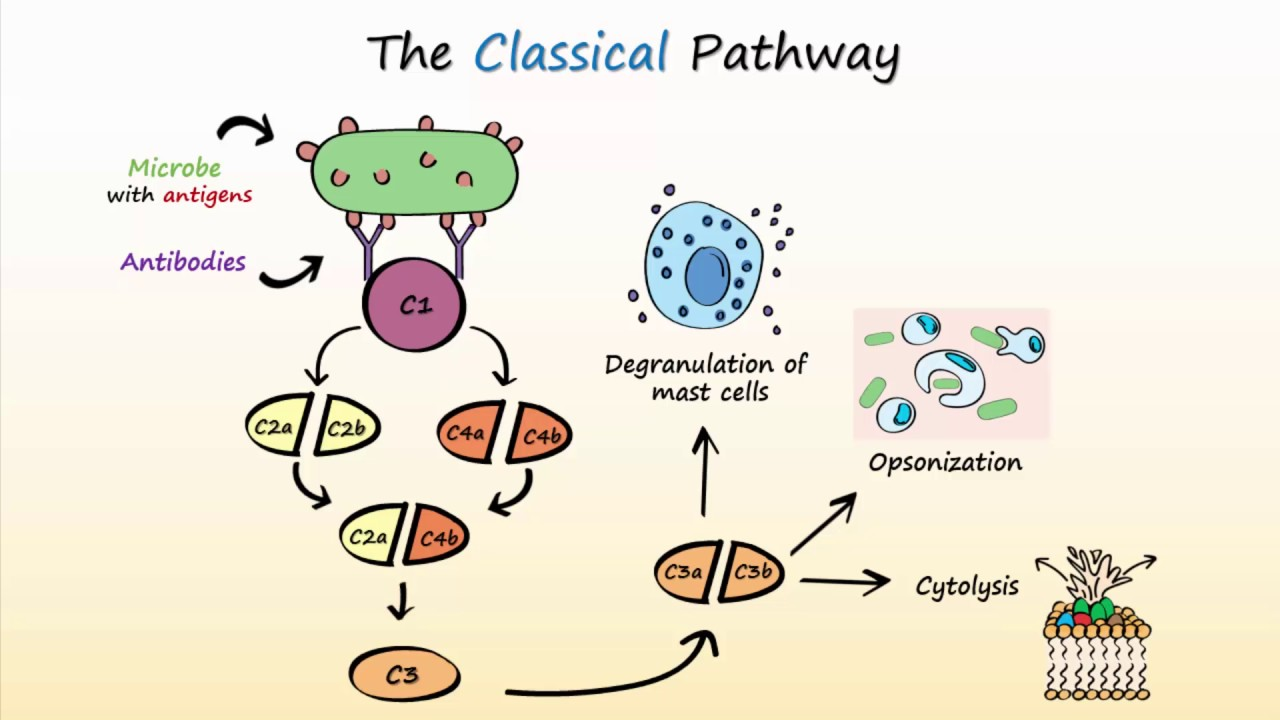 The Classical Pathway
Microbe
with antigens
Antibodies
C1
C2a C2b
C4a C4b
C2a C4b
C3
C3a C3b
Degranulation of
mast cells
Opsonization
Cytolysis